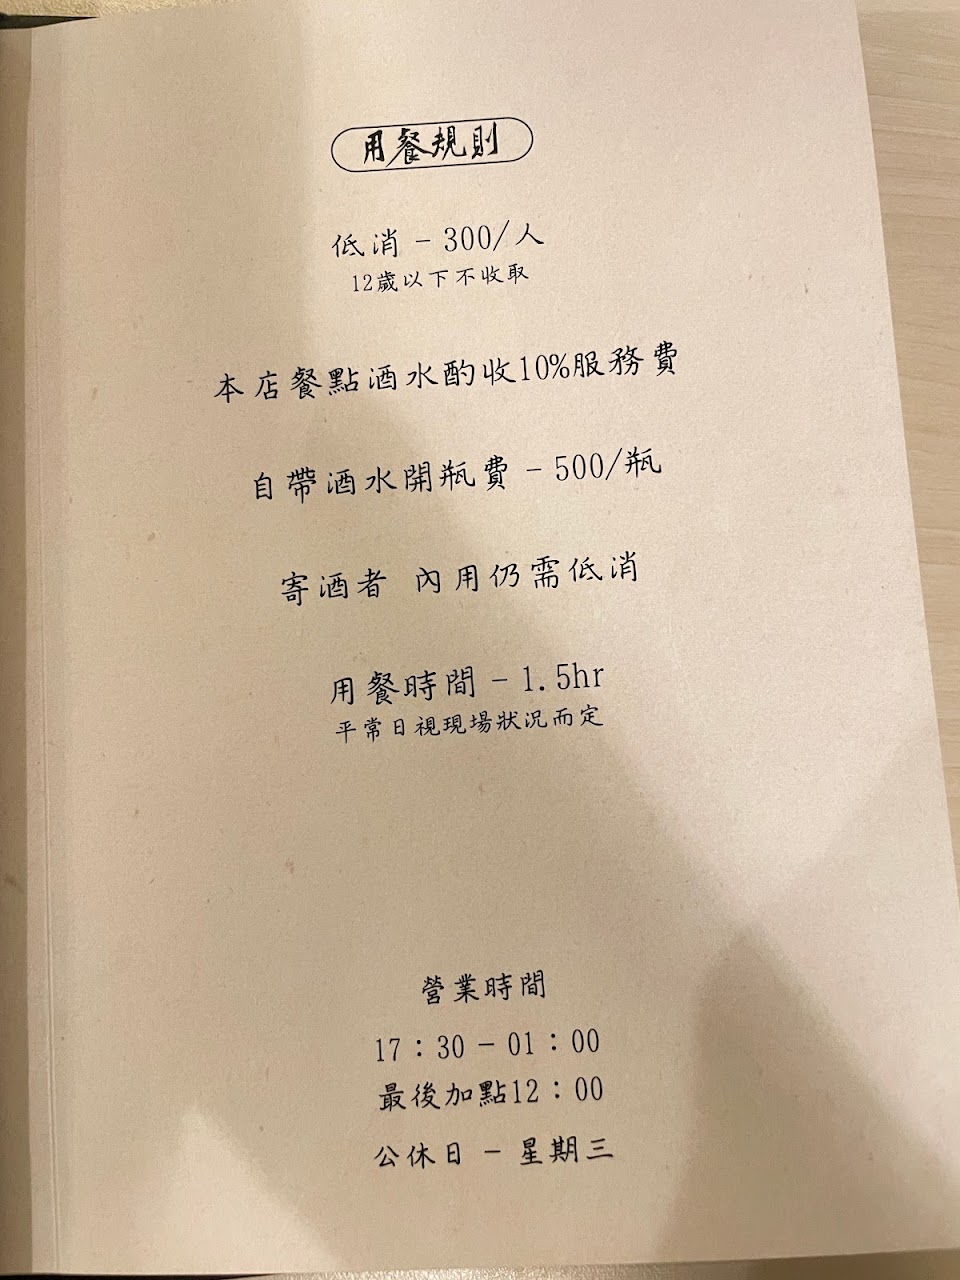 用餐規則
低消 - 300/人
12歲以下不收取
本店餐點酒水酌收10%服務費
自帶酒水開瓶費 - 500/瓶
寄酒者 內用仍需低消
用餐時間 - 1.5hr
平常日視現場狀況而定
營業時間
17：30 - 01：00
最後加點12：00
公休日 - 星期三